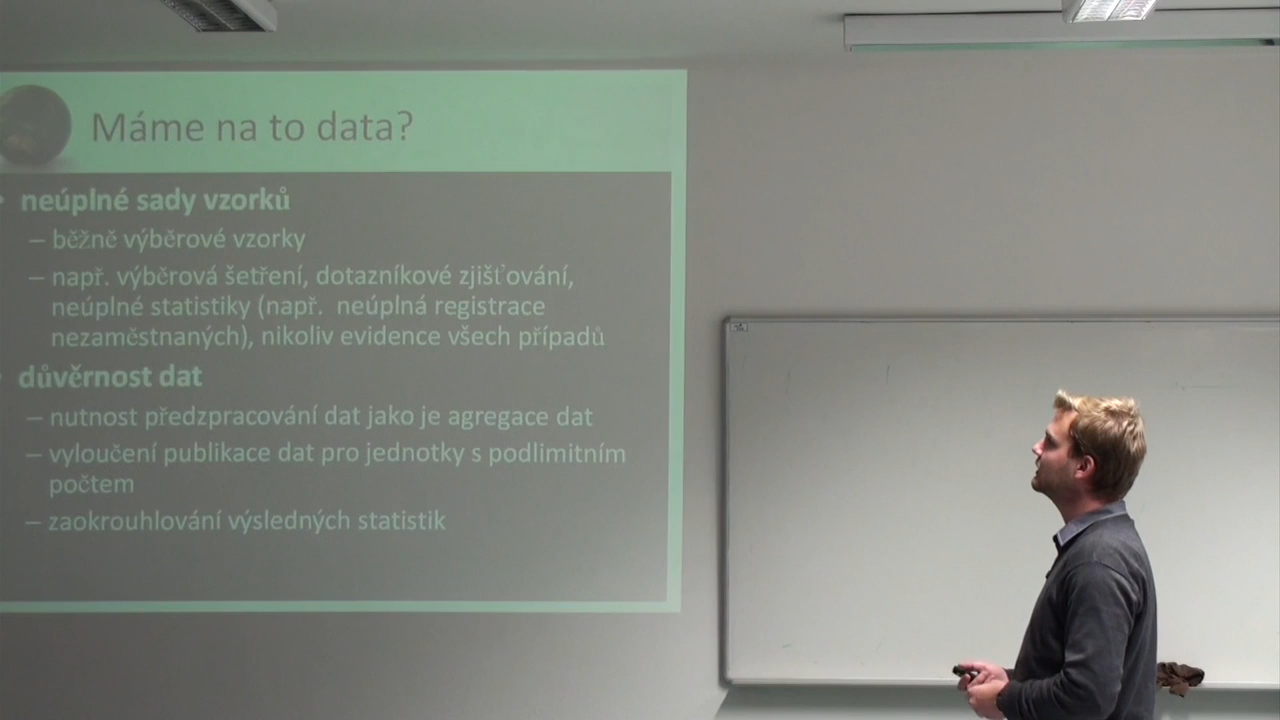 Máme na to data?
• neúplné sady vzorků
– běžně výběrové vzorky
– např. výběrová šetření, dotazníkové zjišťování,
neúplné statistiky (např. neúplná registrace
nezaměstnaných), nikoliv evidence všech případů
• důvěrnost dat
– nutnost předzpracování dat jako je agregace dat
– vyloučení publikace dat pro jednotky s podlimitním
počtem
– zaokrouhlování výsledných statistik